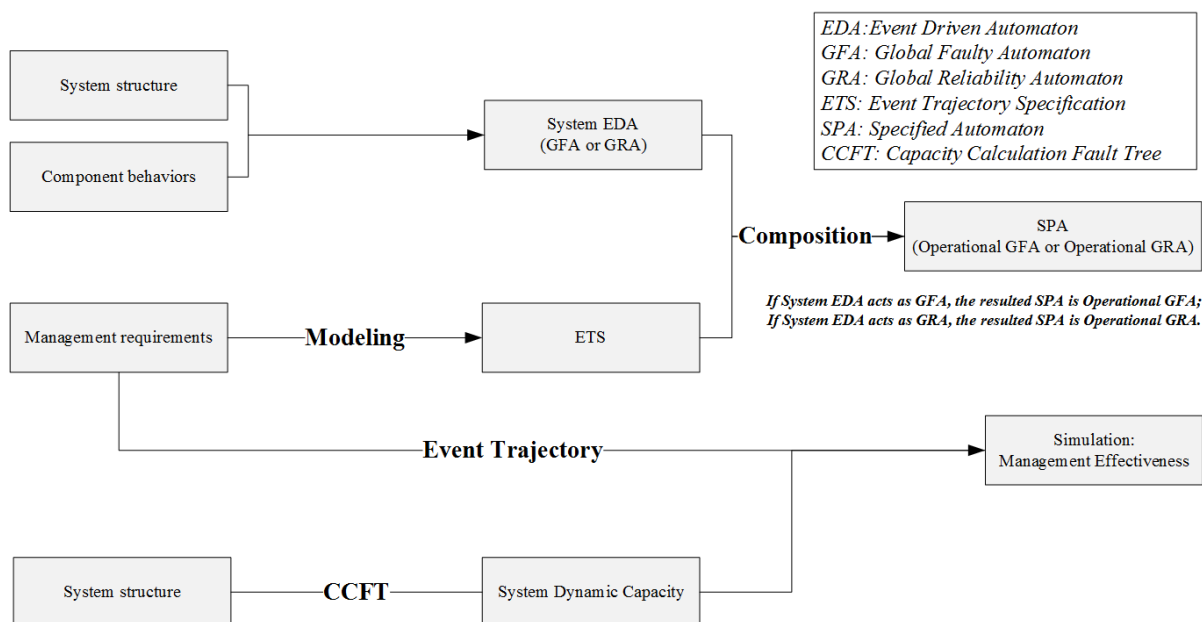 EDA:Event Driven Automaton
GFA: Global Faulty Automaton
GRA: Global Reliability Automaton
ETS: Event Trajectory Specification
SPA: Specified Automaton
CCFT: Capacity Calculation Fault Tree
System structure
Component behaviors
System EDA
(GFA or GRA)
Composition
SPA
(Operational GFA or Operational GRA)
If System EDA acts as GFA, the resulted SPA is Operational GFA;
If System EDA acts as GRA, the resulted SPA is Operational GRA.
Management requirements
Modeling
ETS
Event Trajectory
Simulation:
Management Effectiveness
System structure
CCFT
System Dynamic Capacity